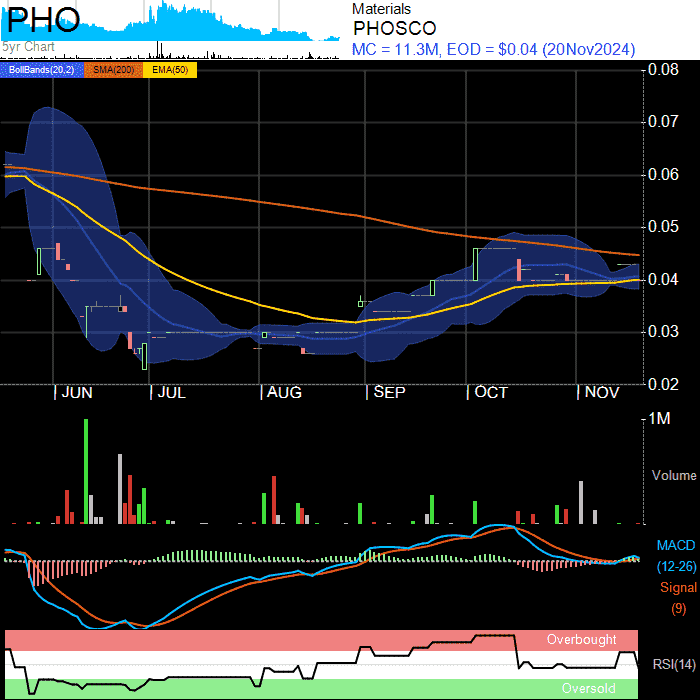 PHO
5yr Chart
Materials
PHOSCO
MC = 11.3M, EOD = $0.04 (20Nov2024)
BollBands(20,2) SMA(200) EMA(50)
0.08
0.07
0.06
0.05
0.04
0.03
0.02
JUN JUL AUG SEP OCT NOV
1M
Volume
MACD
(12-26)
Signal
(9)
Overbought
RSI(14)
Oversold